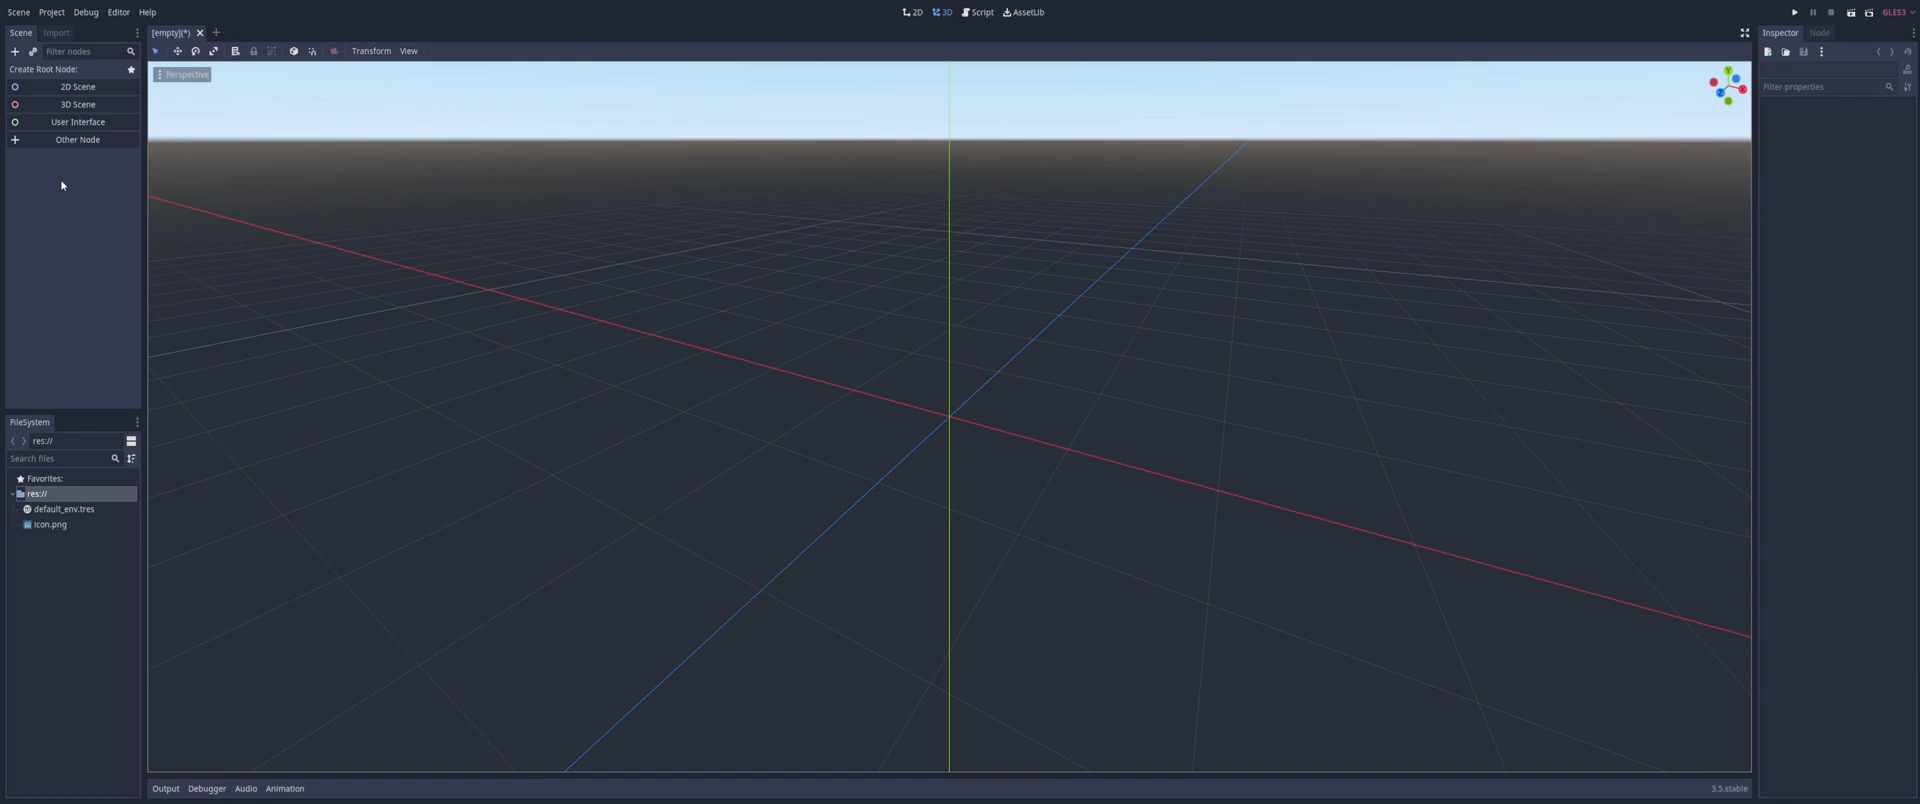 Scene Project Debug Editor Help
2D 3D Script AssetLib
GLES3
Scene Import
[empty](*)
Inspector Node
Filter nodes
Transform View
Create Root Node:
Perspective
2D Scene
3D Scene
User Interface
Other Node
Y
X
Z
Filter properties
DOC
FileSystem
res://
Search files
Favorites:
res://
default_env.tres
icon.png
Output Debugger Audio Animation
3.5.stable